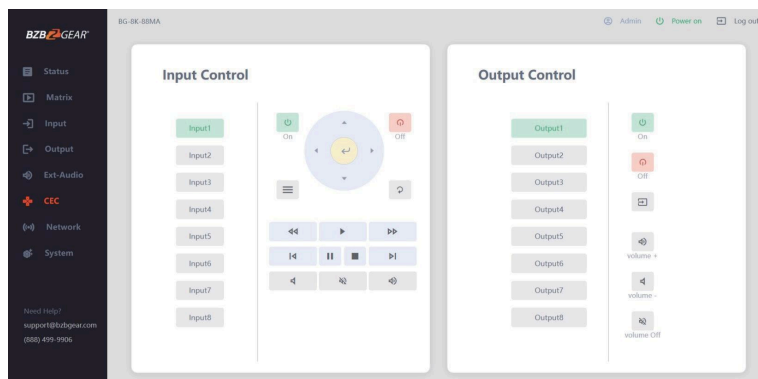 BG-8K-88MA
Admin
Power on
Log out
BZBGEAR
Status
Matrix
Input
Output
Ext-Audio
CEC
Network
System
Need Help?
support@bzbgear.com
(888) 499-9906
Input Control
Input1
Input2
Input3
Input4
Input5
Input6
Input7
Input8
On
Off
Output Control
Output1
Output2
Output3
Output4
Output5
Output6
Output7
Output8
On
Off
volume +
volume -
volume Off